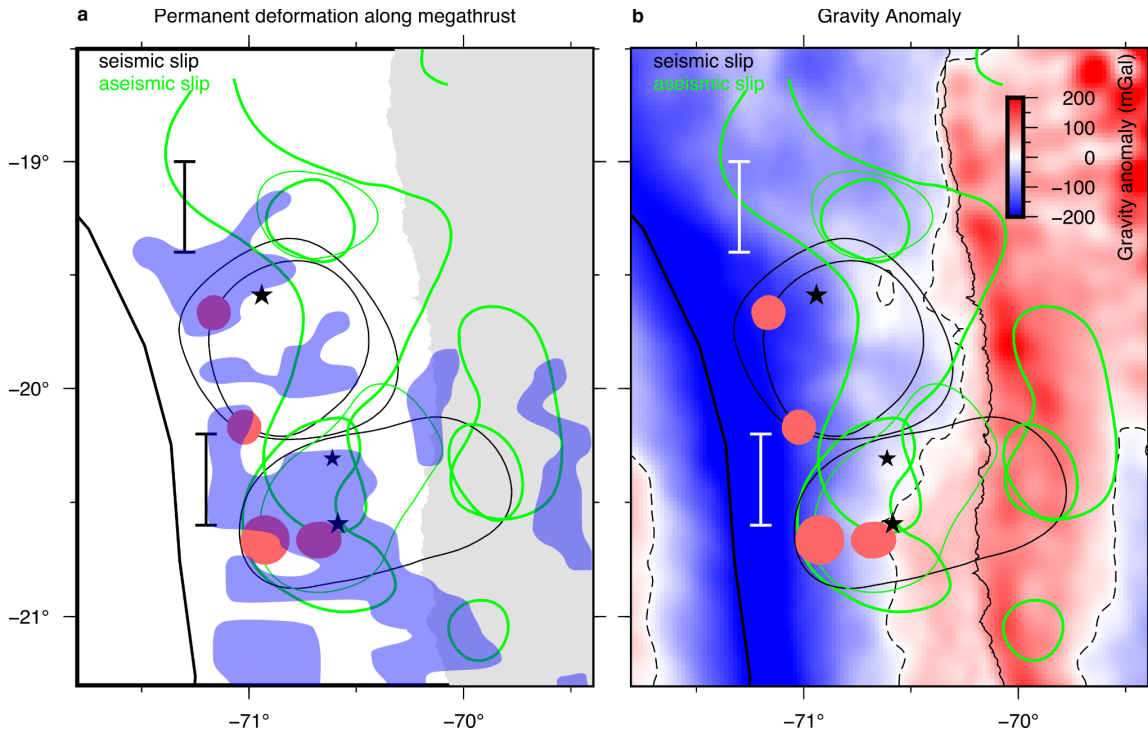 a Permanent deformation along megathrust
seismic slip
aseismic slip
−19°
−20°
−21°
−71°
−70°
b Gravity Anomaly
seismic slip
aseismic slip
200
100
0
−100
−200
Gravity anomaly (mGal)
−71°
−70°